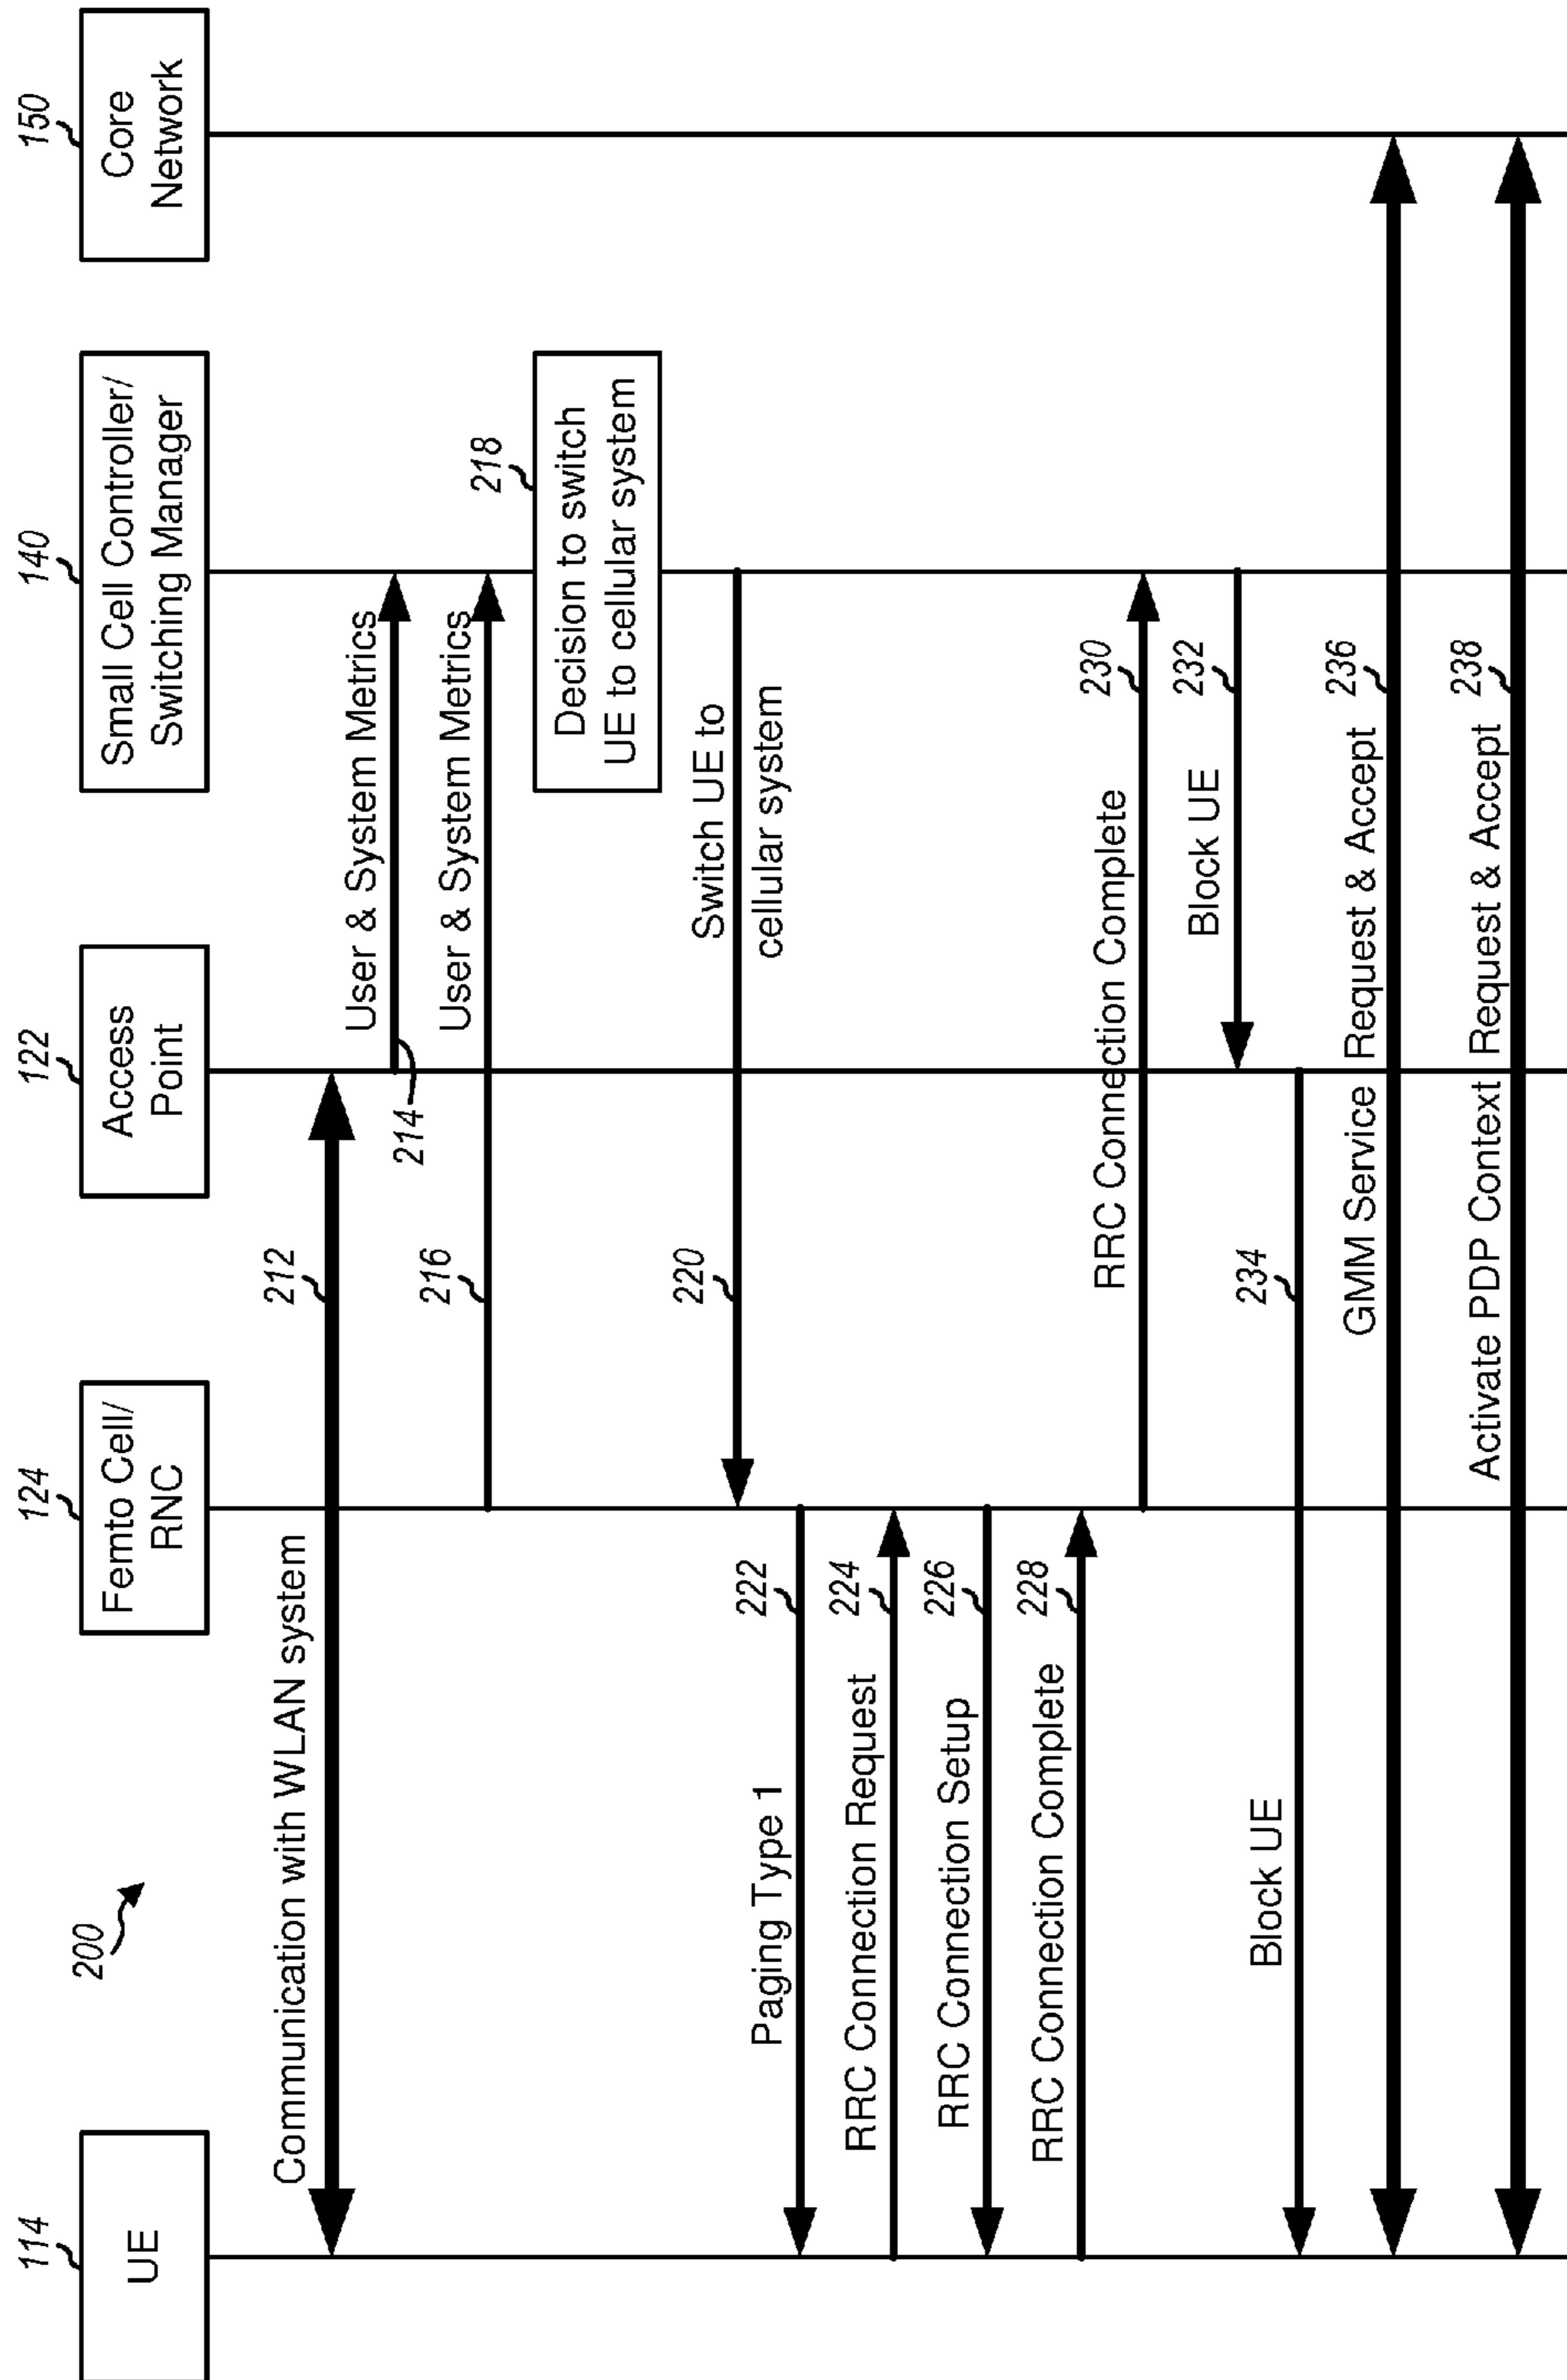 200
114
UE
124
Femto Cell/
RNC
122
Access
Point
140
Small Cell Controller/
Switching Manager
150
Core
Network
Communication with WLAN system
212
User & System Metrics
214
User & System Metrics
216
218
Decision to switch
UE to cellular system
Switch UE to
cellular system
220
Paging Type 1
222
RRC Connection Request
224
RRC Connection Setup
226
RRC Connection Complete
228
RRC Connection Complete
230
Block UE
232
Block UE
234
GMM Service Request & Accept
236
Activate PDP Context Request & Accept
238